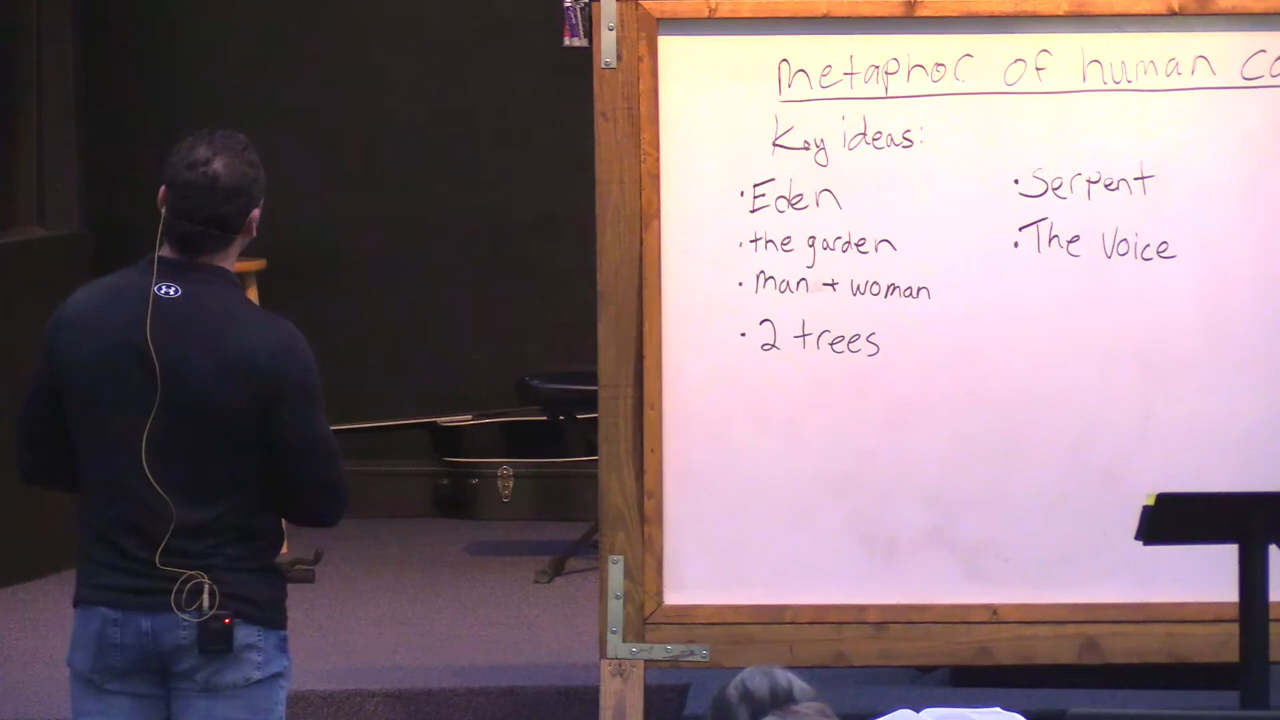 metaphor of human
Key ideas:
• Eden
• the garden
• man + woman
• 2 trees
• Serpent
• The Voice